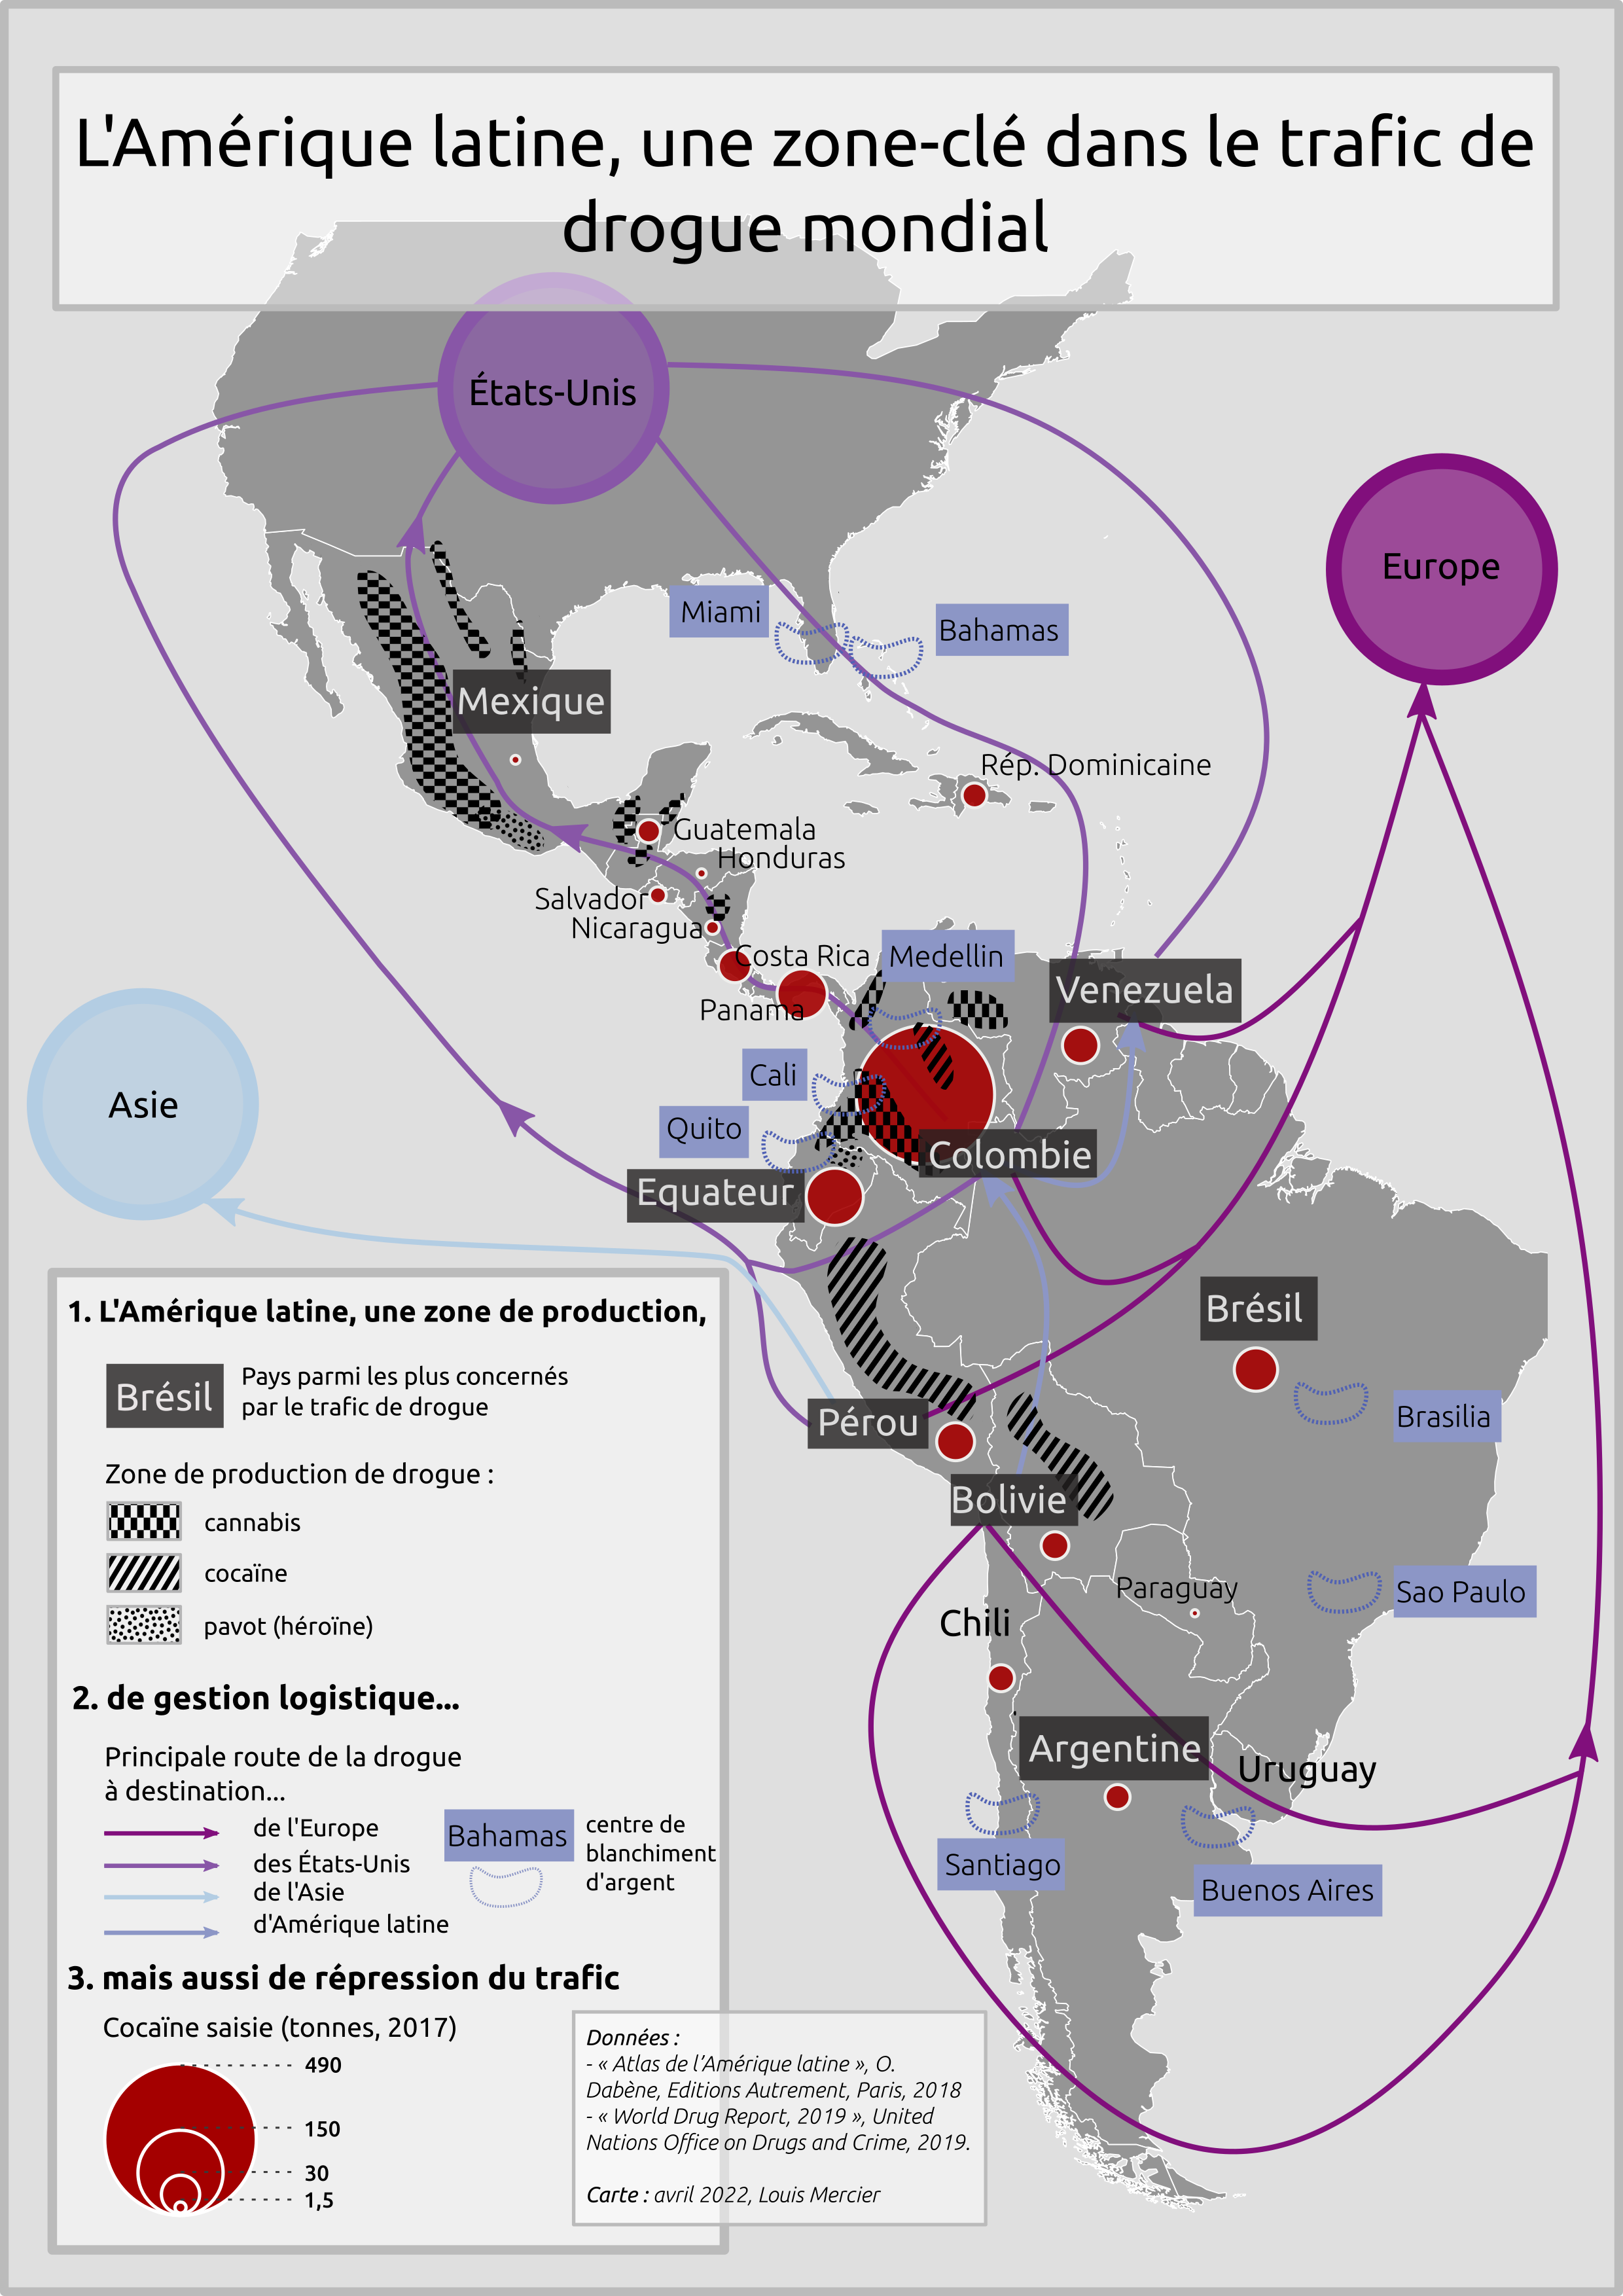 L'Amérique latine, une zone-clé dans le trafic de
drogue mondial
États-Unis
Europe
Miami
Bahamas
Mexique
Rép. Dominicaine
Guatemala
Honduras
Salvador
Nicaragua
Costa Rica
Medellin
Panama
Venezuela
Cali
Asie
Quito
Colombie
Equateur
Brésil
Pérou
Brasilia
Bolivie
Paraguay
Sao Paulo
Chili
Argentine
Uruguay
Santiago
Buenos Aires
1. L'Amérique latine, une zone de production,
Brésil
Pays parmi les plus concernés
par le trafic de drogue
Zone de production de drogue :
cannabis
cocaïne
pavot (héroïne)
2. de gestion logistique...
Principale route de la drogue
à destination...
de l'Europe
des États-Unis
de l'Asie
d'Amérique latine
Bahamas
centre de
blanchiment
d'argent
3. mais aussi de répression du trafic
Cocaïne saisie (tonnes, 2017)
490
150
30
1,5
Données :
- « Atlas de l’Amérique latine », O.
Dabène, Editions Autrement, Paris, 2018
- « World Drug Report, 2019 », United
Nations Office on Drugs and Crime, 2019.
Carte : avril 2022, Louis Mercier